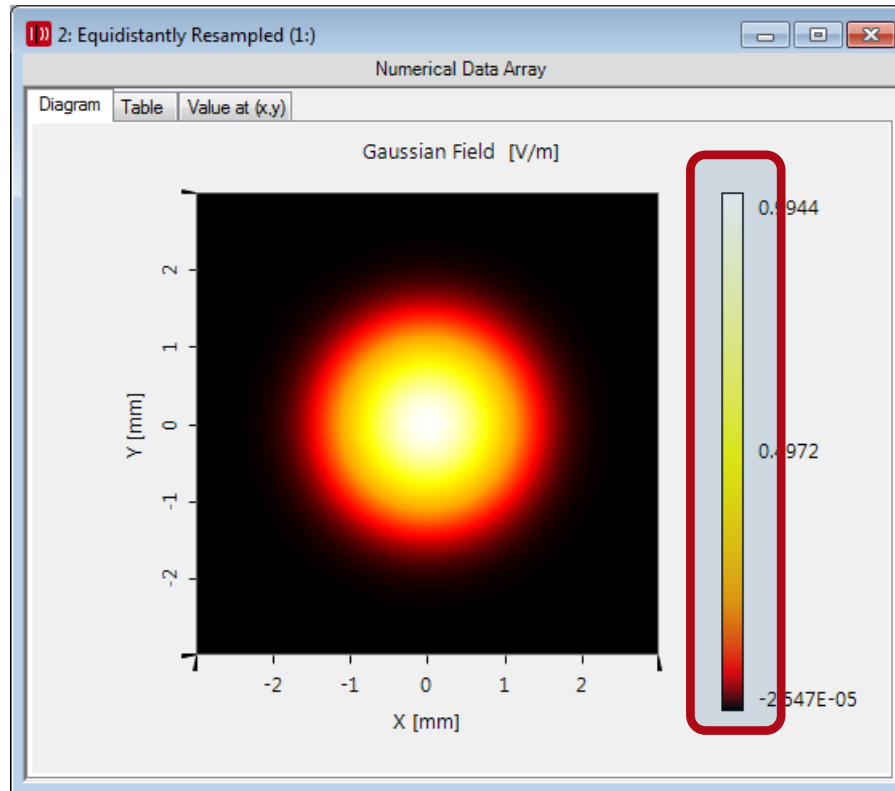 2: Equidistantly Resampled (1:)
Numerical Data Array
Diagram Table Value at (x,y)
Gaussian Field [V/m]
0.9944
0.4972
-2.547E-05
2
1
0
-1
-2
Y [mm]
-2 -1 0 1 2
X [mm]